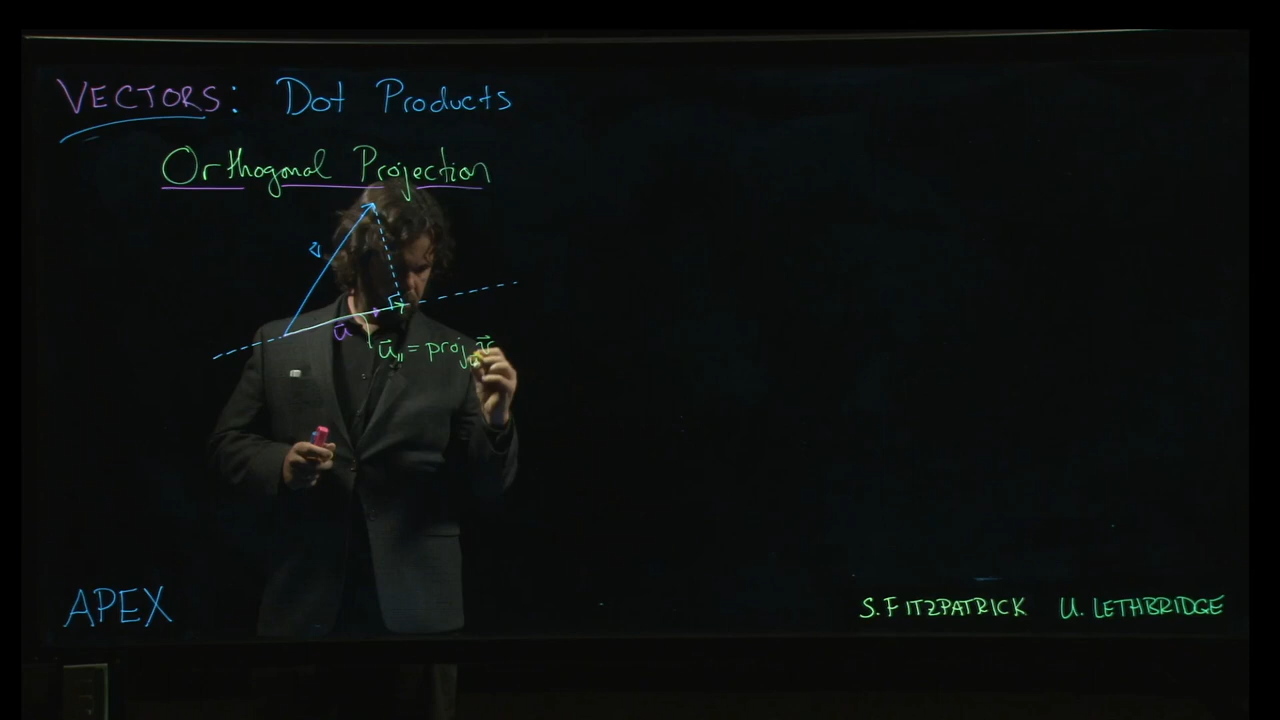 VECTORS: Dot Products
Orthogonal Projection
v⃗
u⃗
u⃗∥ = proj
APEX
S. FITZPATRICK U. LETHBRIDGE